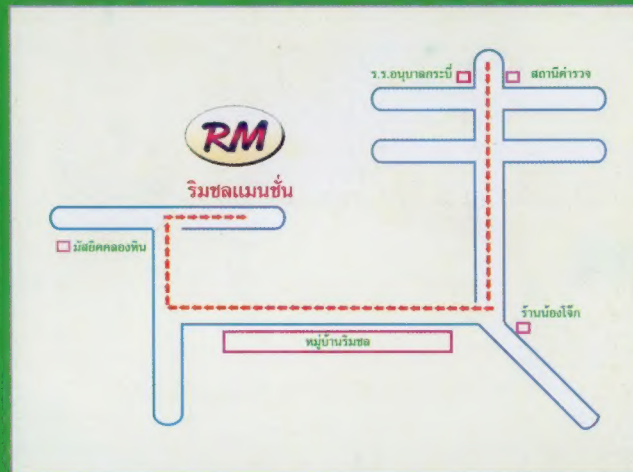 ร.ร.อนุบาลกระบี่
สถานีตำรวจ
RM
ริมชลแมนชั่น
มัสยิดคลองหิน
ร้านน้องโจ๊ก
หมู่บ้านริมชล